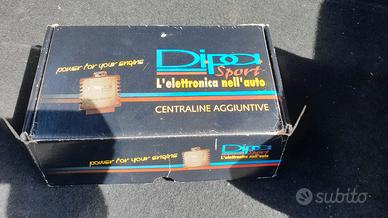 power for your engine
Dipa
Sport
L'elettronica nell'auto
CENTRALINE AGGIUNTIVE
power for your engine
Dipa
Sport
L'elettronica nell'auto
subito